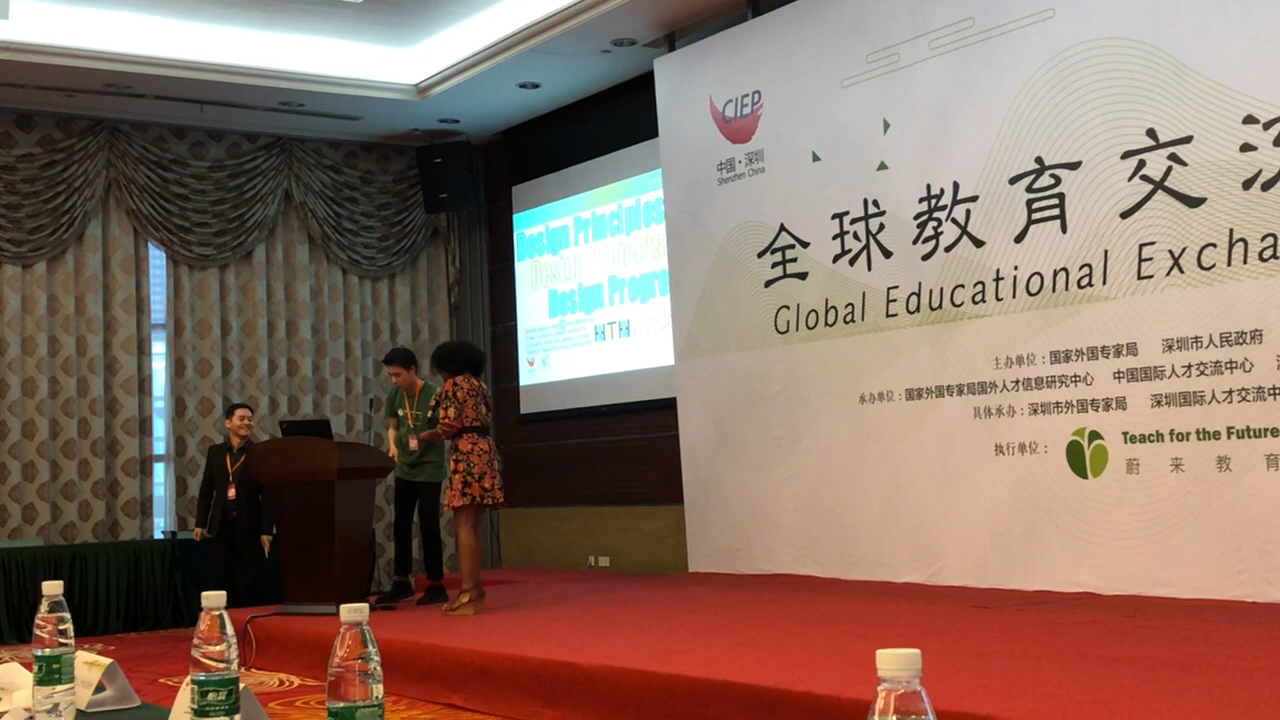 CIEP
中国·深圳
Shenzhen China
全球教育交流
Global Educational Excha
主办单位：国家外国专家局 深圳市人民政府
承办单位：国家外国专家局国外人才信息研究中心 中国国际人才交流中心
具体承办：深圳市外国专家局 深圳国际人才交流中
执行单位：
Teach for the Future
蔚来教育
Design Principles
Design
Design Progre
HTH
怡宝